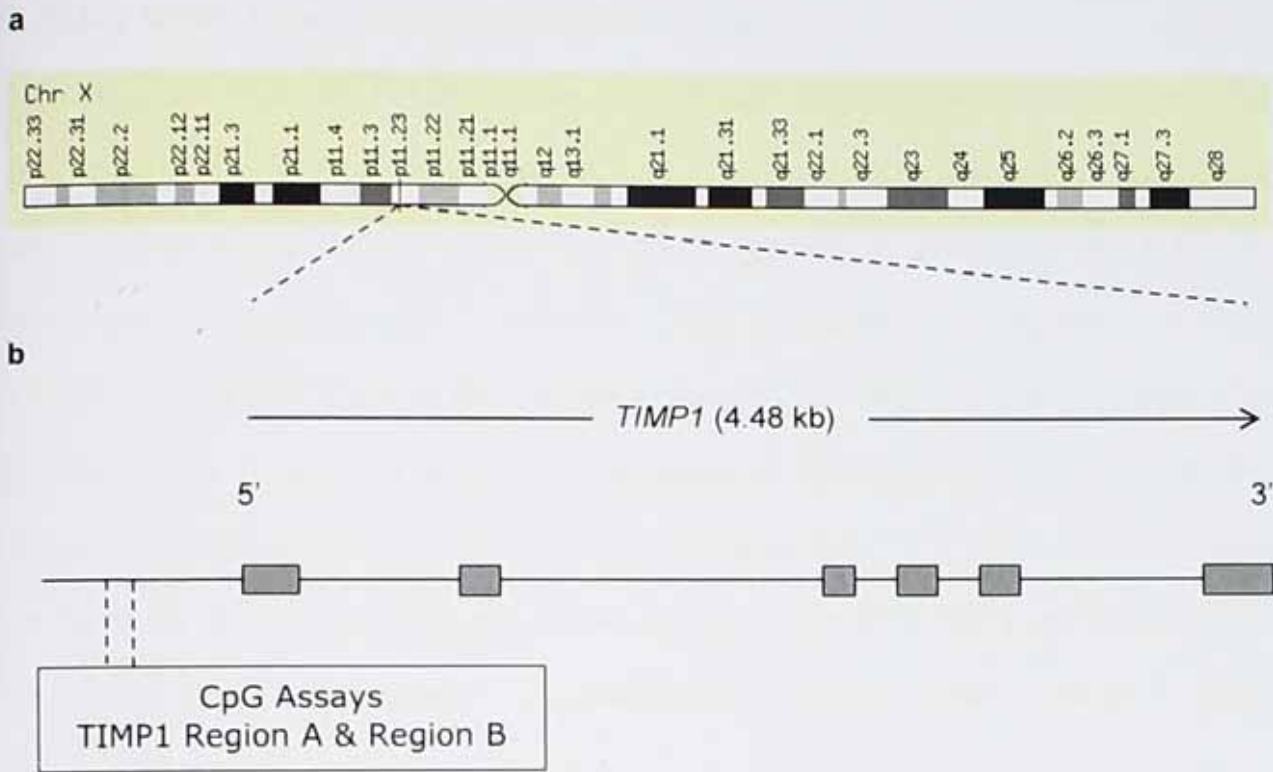 a
Chr X
p22.33 p22.31 p22.2 p22.12 p22.11 p21.3 p21.1 p11.4 p11.3 p11.23 p11.22 p11.21 p11.1 q11.1 q12 q13.1 q21.1 q21.31 q21.33 q22.1 q22.3 q23 q24 q25 q26.2 q26.3 q27.1 q27.3 q28
b
TIMP1 (4.48 kb)
5' 3'
CpG Assays
TIMP1 Region A & Region B